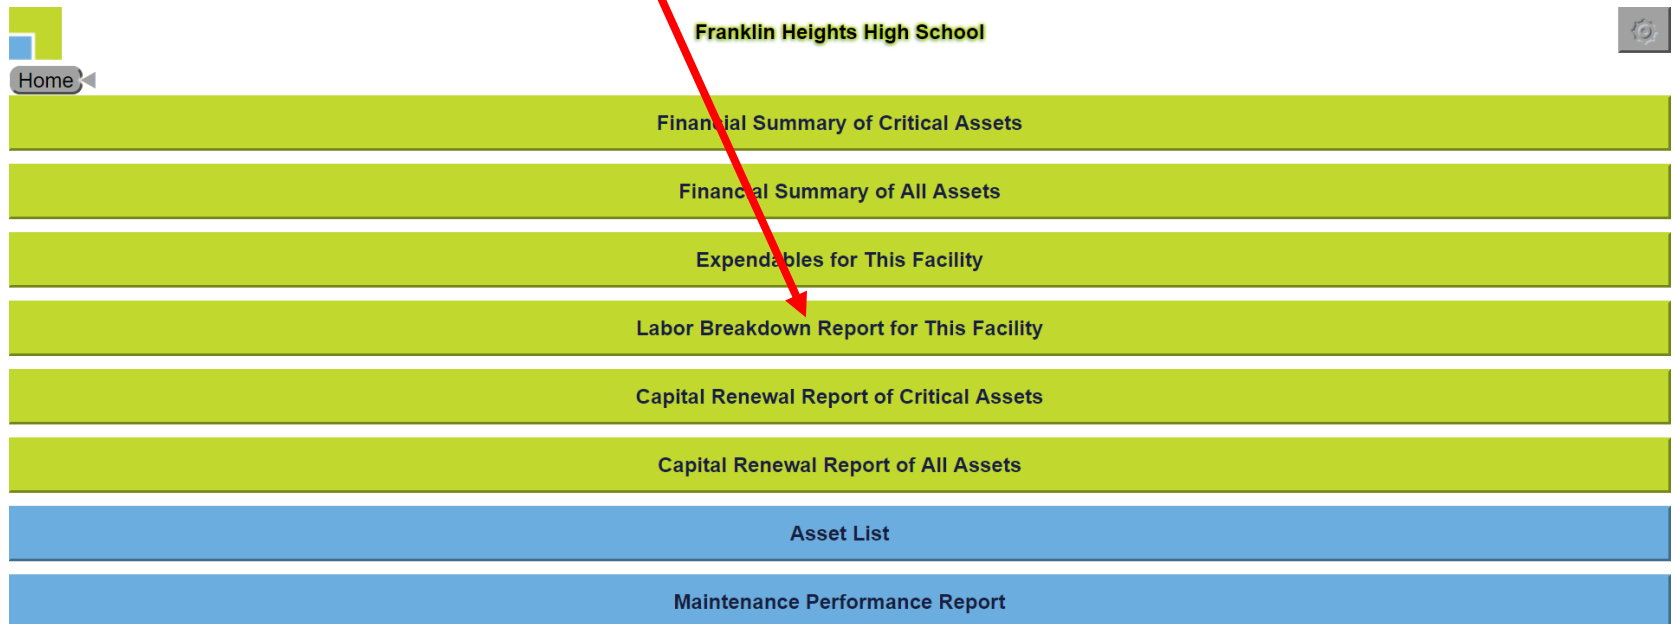 Franklin Heights High School
Home
Financial Summary of Critical Assets
Financial Summary of All Assets
Expendables for This Facility
Labor Breakdown Report for This Facility
Capital Renewal Report of Critical Assets
Capital Renewal Report of All Assets
Asset List
Maintenance Performance Report